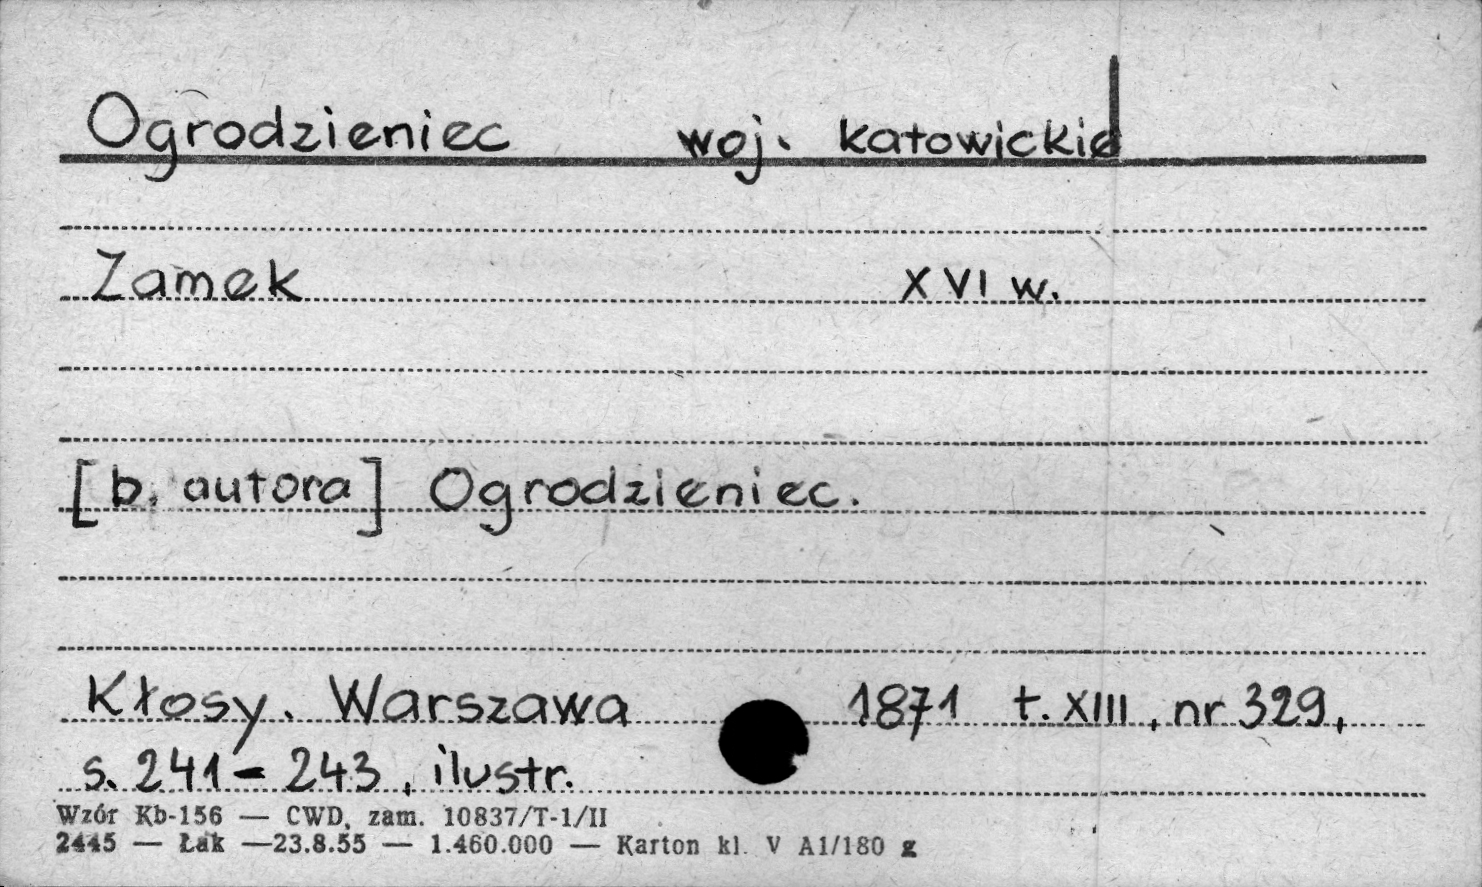 Ogrodzieniec woj. katowickie
Zamek XVI w.
[b. autora] Ogrodzieniec.
Kłosy. Warszawa 1871 t. XIII, nr 329,
s. 241-243, ilustr.
Wzór Kb-156 — CWD, zam. 10837/T-1/II
2445 — Łak —23.8.55 — 1.460.000 — Karton kl. V A1/180 g